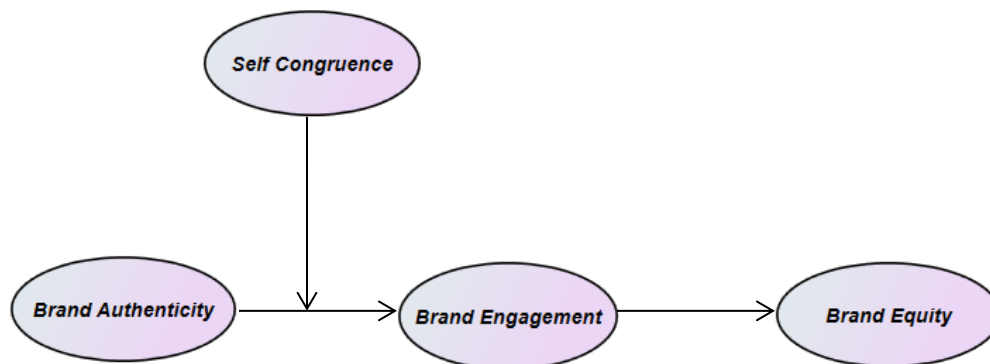 Self Congruence
Brand Authenticity
Brand Engagement
Brand Equity